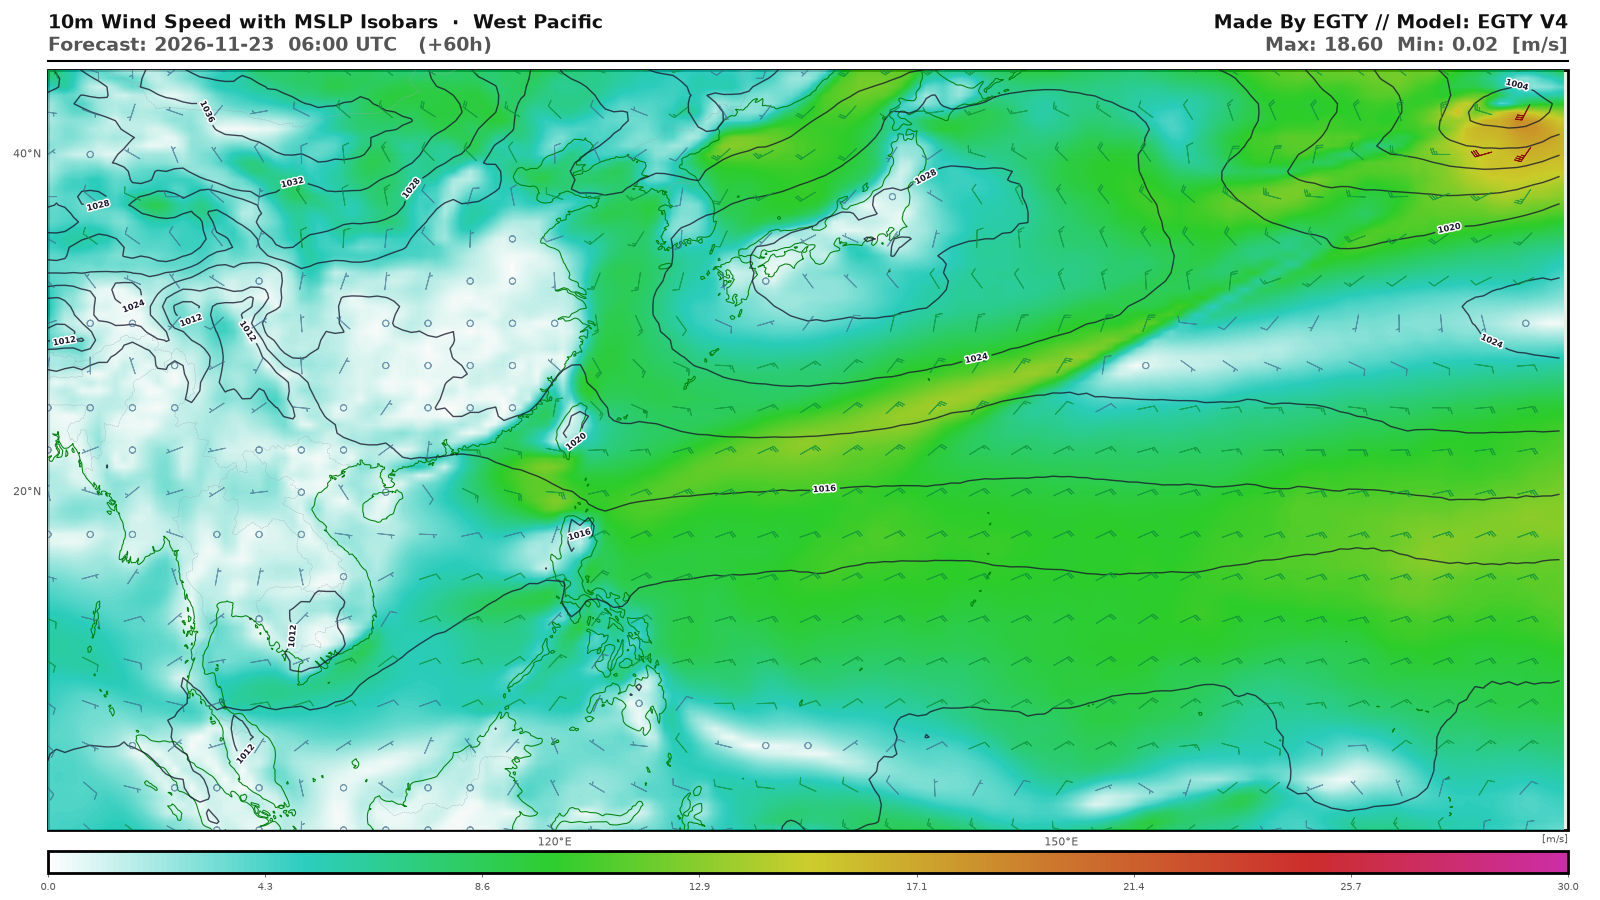 10m Wind Speed with MSLP Isobars · West Pacific
Made By EGTY // Model: EGTY V4
Forecast: 2026-11-23 06:00 UTC (+60h)
Max: 18.60 Min: 0.02 [m/s]
1004
1036
40°N
1032
1028
1028
1028
1020
1024
1012
1012
1012
1024
1024
1020
20°N
1016
1016
1012
1012
120°E
150°E
[m/s]
0.0
4.3
8.6
12.9
17.1
21.4
25.7
30.0